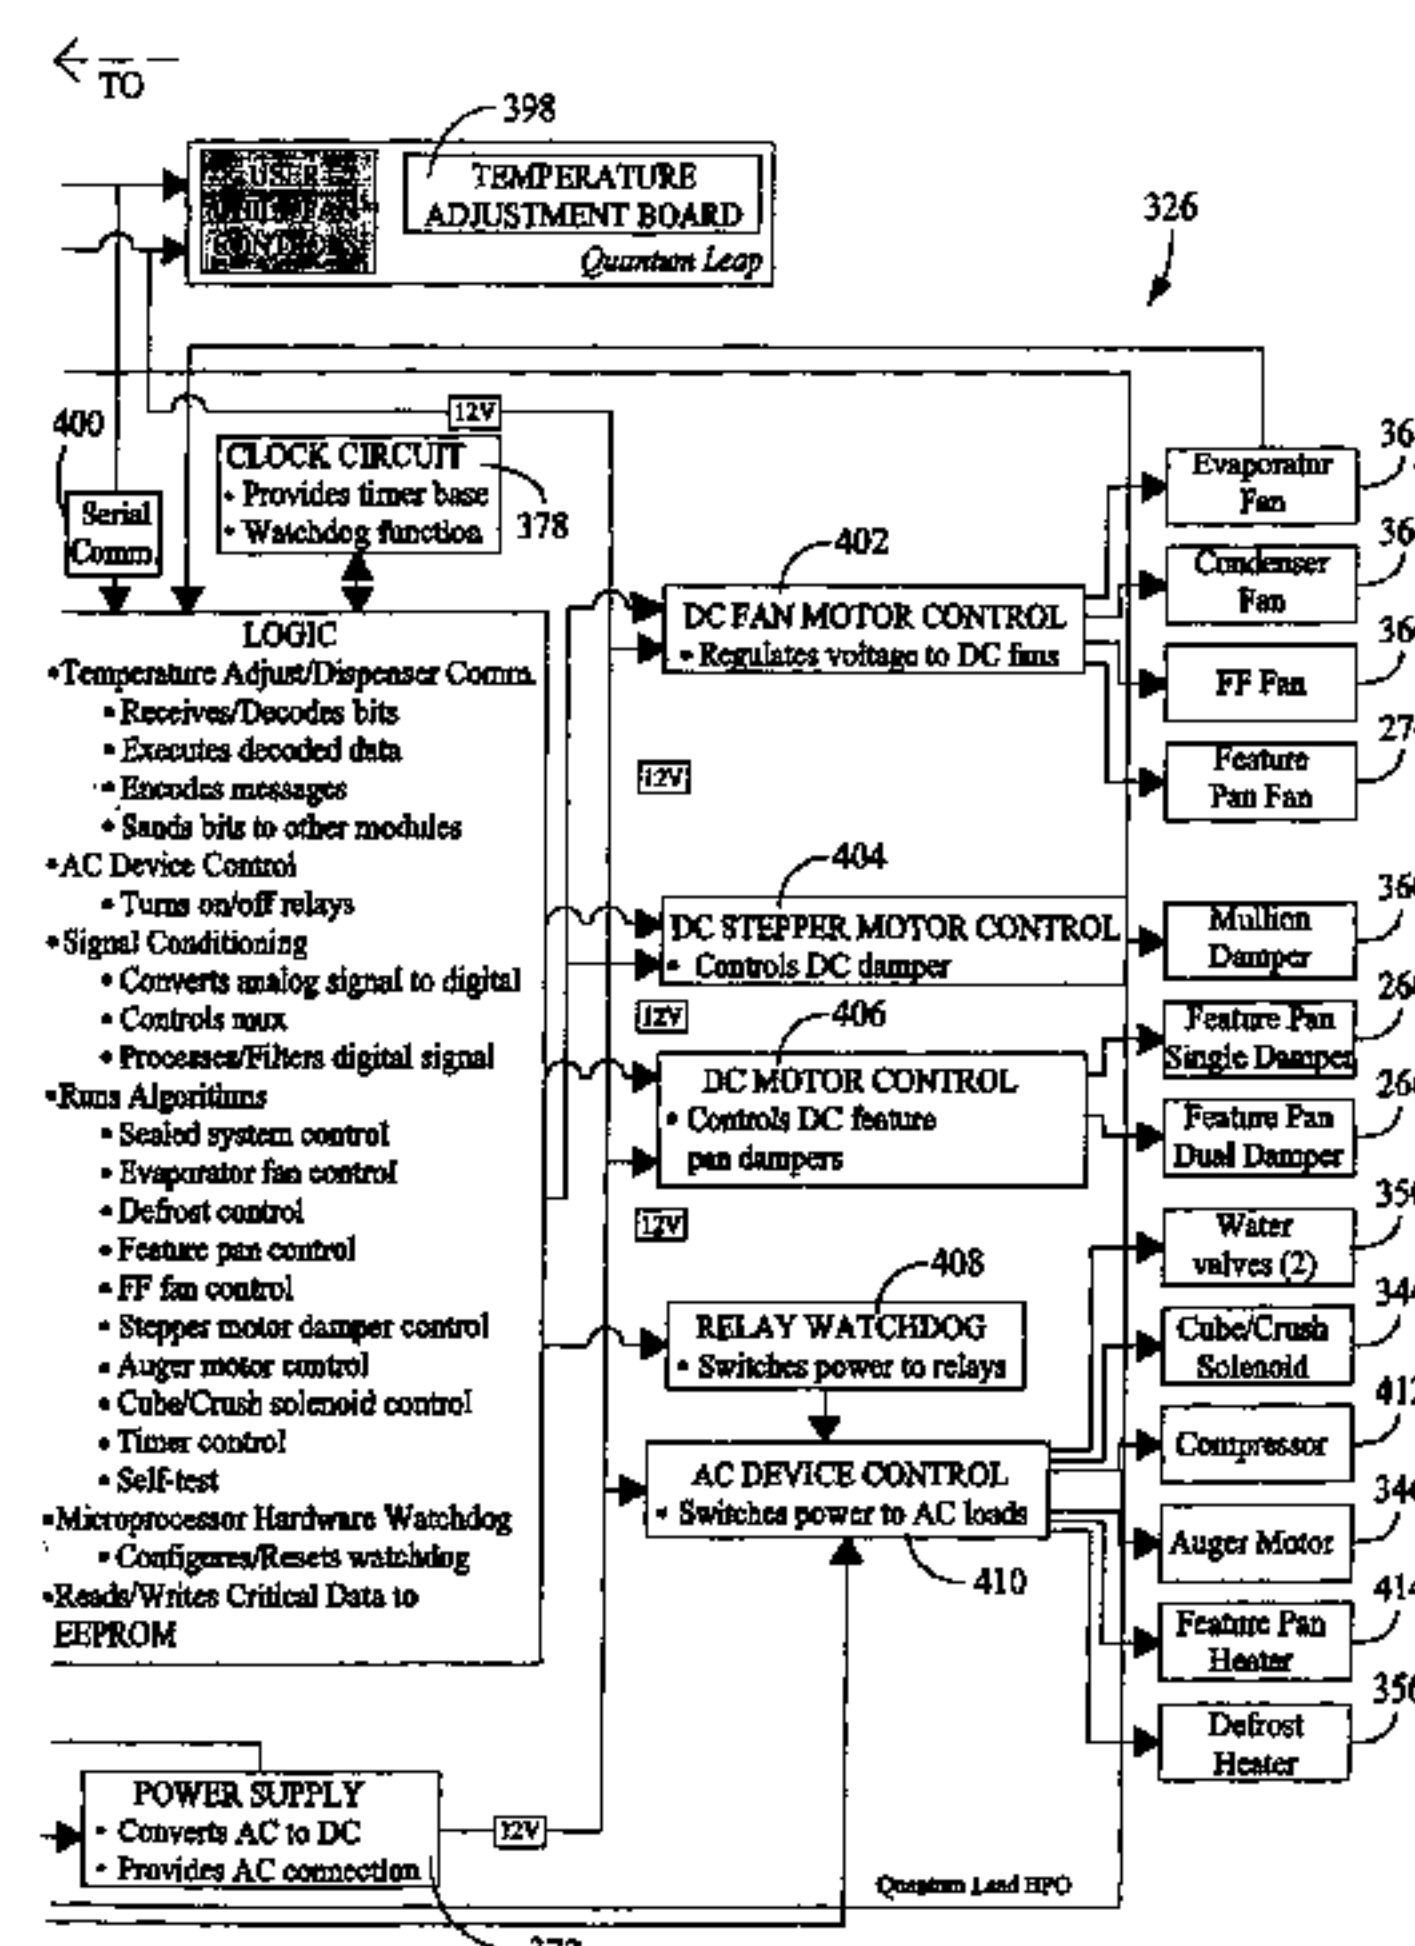 TO
398
USER
TEMPERATURE
ADJUSTMENT BOARD
Quantum Leap
326
12V
400
CLOCK CIRCUIT
• Provides timer base
• Watchdog function
378
Serial
Comm.
LOGIC
•Temperature Adjust/Dispenser Comm.
• Receives/Decodes bits
• Executes decoded data
• Encodes messages
• Sands bits to other modules
•AC Device Control
• Turns on/off relays
•Signal Conditioning
• Converts analog signal to digital
• Controls mux
• Processes/Filters digital signal
•Runs Algoritims
• Sealed system control
• Evaporator fan control
• Defrost control
• Feature pan control
• FF fan control
• Stepper motor damper control
• Auger motor control
• Cube/Crush solenoid control
• Timer control
• Self-test
•Microprocessor Hardware Watchdog
• Configures/Resets watchdog
•Reads/Writes Critical Data to
EEPROM
POWER SUPPLY
• Converts AC to DC
• Provides AC connection
12V
402
DC FAN MOTOR CONTROL
• Regulates voltage to DC fans
12V
404
DC STEPPER MOTOR CONTROL
• Controls DC damper
12V
406
DC MOTOR CONTROL
• Controls DC feature
pan dampers
12V
408
RELAY WATCHDOG
• Switches power to relays
AC DEVICE CONTROL
• Switches power to AC loads
410
Evaporator
Fan
Condenser
Fan
FF Fan
Feature
Pan Fan
Mullion
Damper
Feature Pan
Single Damper
Feature Pan
Dual Damper
Water
valves (2)
Cube/Crush
Solenoid
Compressor
412
Auger Motor
Feature Pan
Heater
414
Defrost
Heater
Quantum Lead HPO